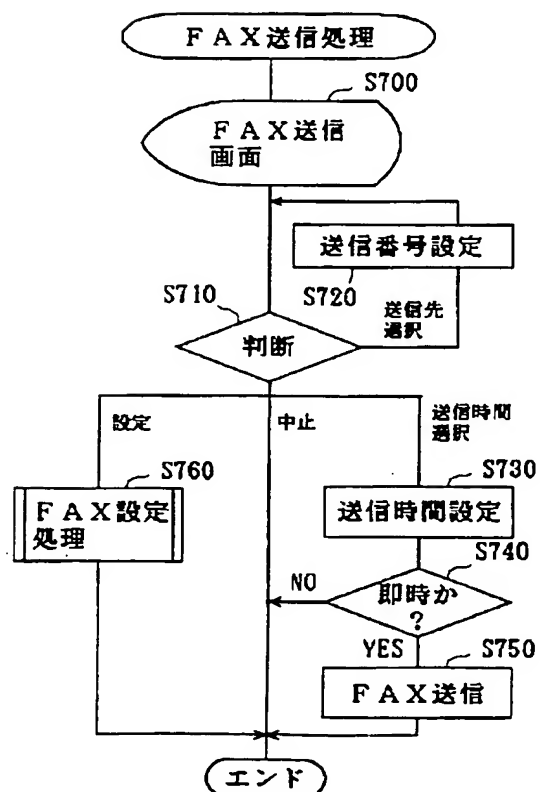 ＦＡＸ送信処理
S700
ＦＡＸ送信
画面
送信番号設定
S720
S710
送信先
選択
判断
設定
中止
送信時間
選択
S760
S730
ＦＡＸ設定
処理
送信時間設定
S740
NO
即時か
?
YES
S750
ＦＡＸ送信
エンド